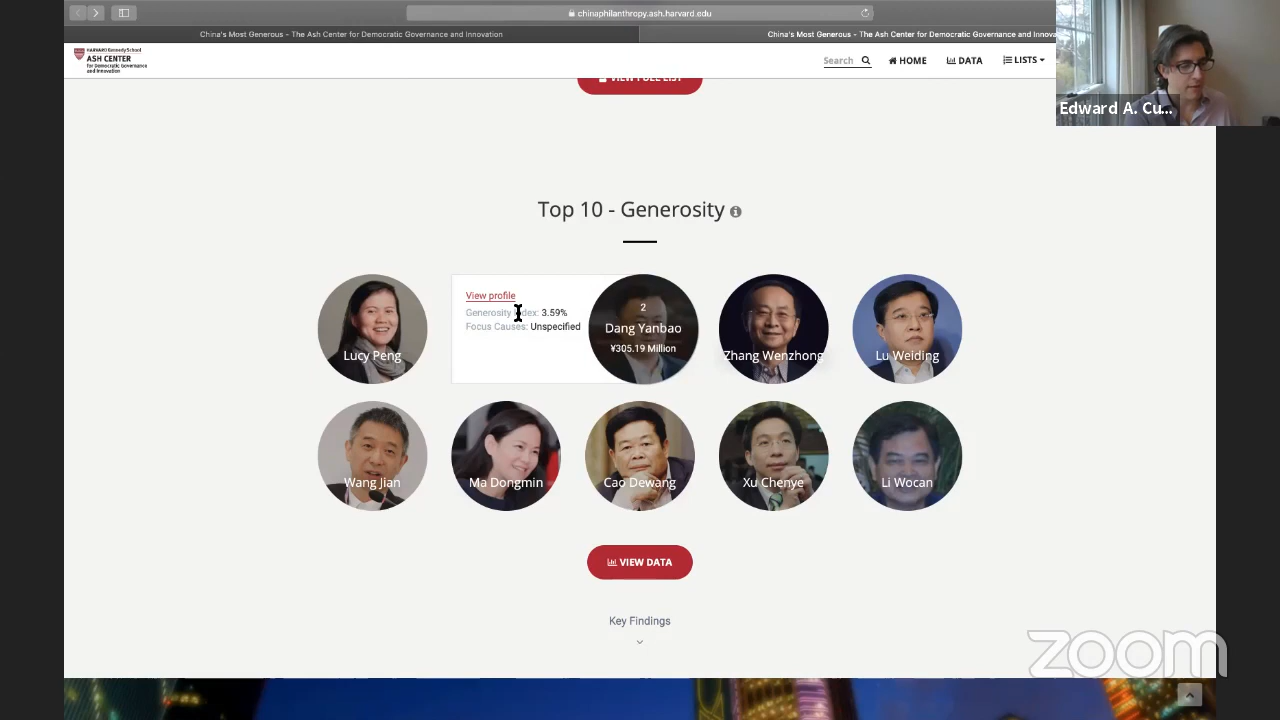 chinaphilanthropy.ash.harvard.edu
China's Most Generous - The Ash Center for Democratic Governance and Innovation
China's Most Generous - The Ash Center for Democratic Governance and Innova
HARVARD Kennedy School
ASH CENTER
for Democratic Governance
and Innovation
Search
HOME
DATA
LISTS
Edward A. Cu...
VIEW FULL LIST
Top 10 - Generosity
Lucy Peng
View profile
Generosity Index: 3.59%
Focus Causes: Unspecified
2
Dang Yanbao
¥305.19 Million
Zhang Wenzhong
Lu Weiding
Wang Jian
Ma Dongmin
Cao Dewang
Xu Chenye
Li Wocan
VIEW DATA
Key Findings
zoom